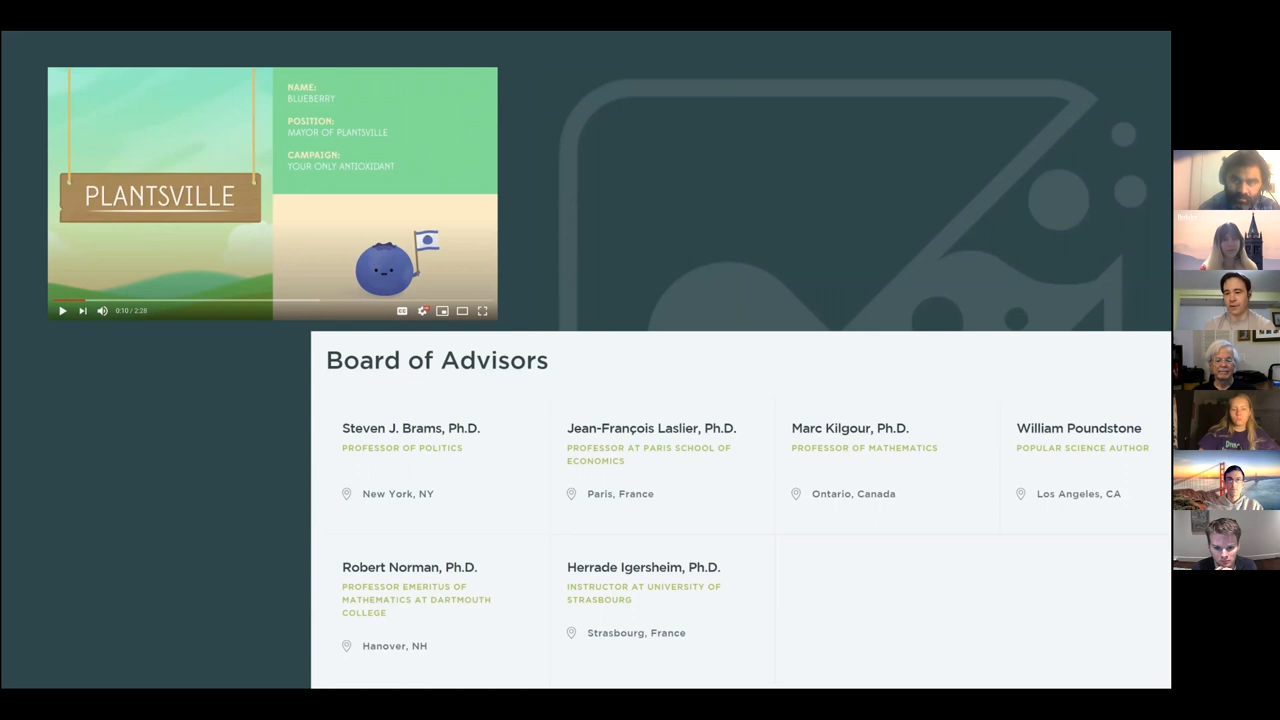 NAME:
BLUEBERRY
POSITION:
MAYOR OF PLANTSVILLE
CAMPAIGN:
YOUR ONLY ANTIOXIDANT
PLANTSVILLE
0:10 / 2:28
CC
Board of Advisors
Steven J. Brams, Ph.D.
PROFESSOR OF POLITICS
New York, NY
Jean-François Laslier, Ph.D.
PROFESSOR AT PARIS SCHOOL OF
ECONOMICS
Paris, France
Marc Kilgour, Ph.D.
PROFESSOR OF MATHEMATICS
Ontario, Canada
William Poundstone
POPULAR SCIENCE AUTHOR
Los Angeles, CA
Robert Norman, Ph.D.
PROFESSOR EMERITUS OF
MATHEMATICS AT DARTMOUTH
COLLEGE
Hanover, NH
Herrade Igersheim, Ph.D.
INSTRUCTOR AT UNIVERSITY OF
STRASBOURG
Strasbourg, France